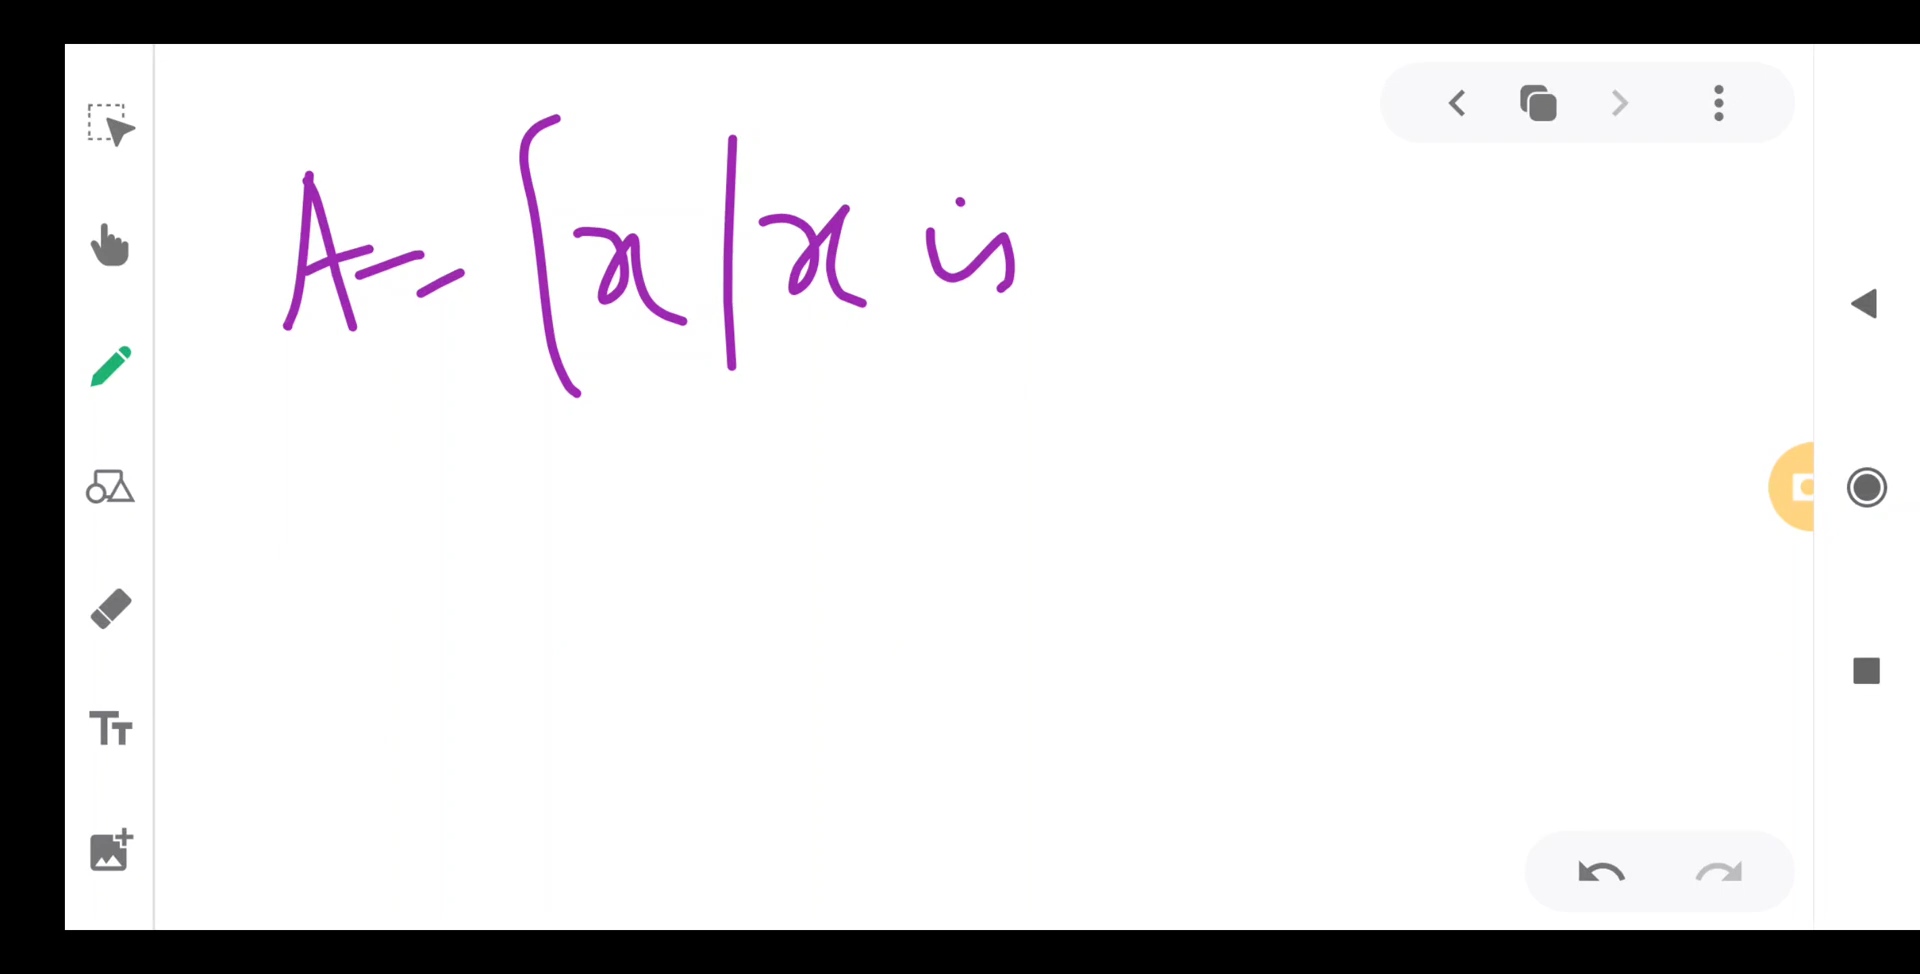 A = {x | x is